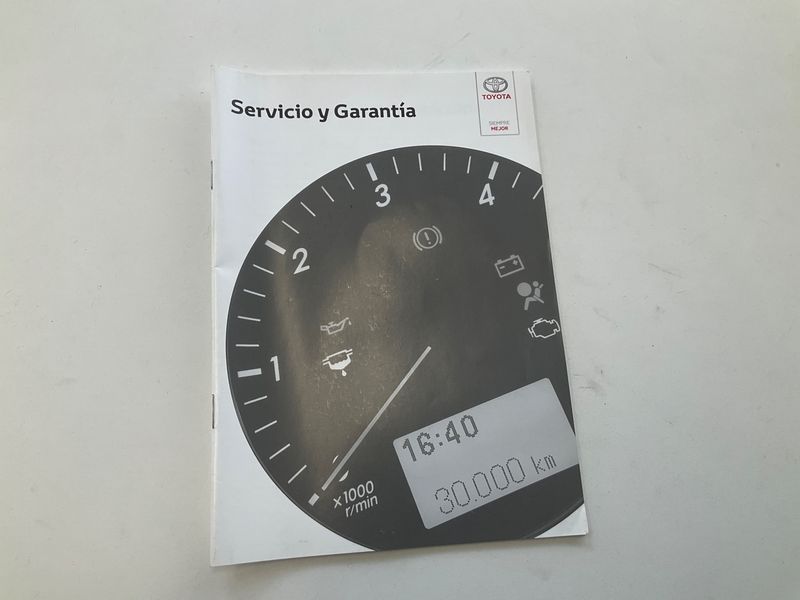 Servicio y Garantía
TOYOTA
SIEMPRE
MEJOR
3
4
2
1
16:40
30.000 km
x1000
r/min